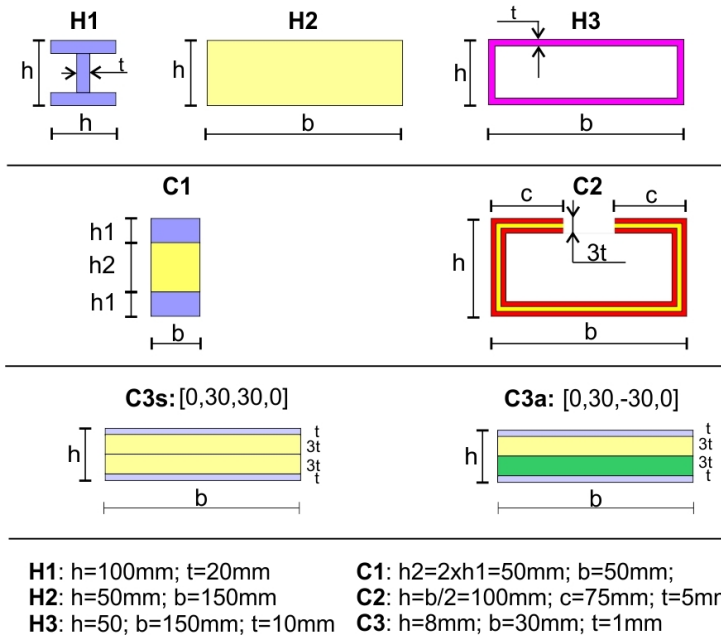 H1
H2
H3
t
h
t
h
h
h
b
b
C1
C2
c
c
h1
h2
h1
h
3t
b
b
C3s: [0,30,30,0]
C3a: [0,30,-30,0]
h
t
3t
3t
t
h
t
3t
3t
t
b
b
H1: h=100mm; t=20mm
C1: h2=2xh1=50mm; b=50mm;
H2: h=50mm; b=150mm
C2: h=b/2=100mm; c=75mm; t=5mm
H3: h=50; b=150mm; t=10mm
C3: h=8mm; b=30mm; t=1mm